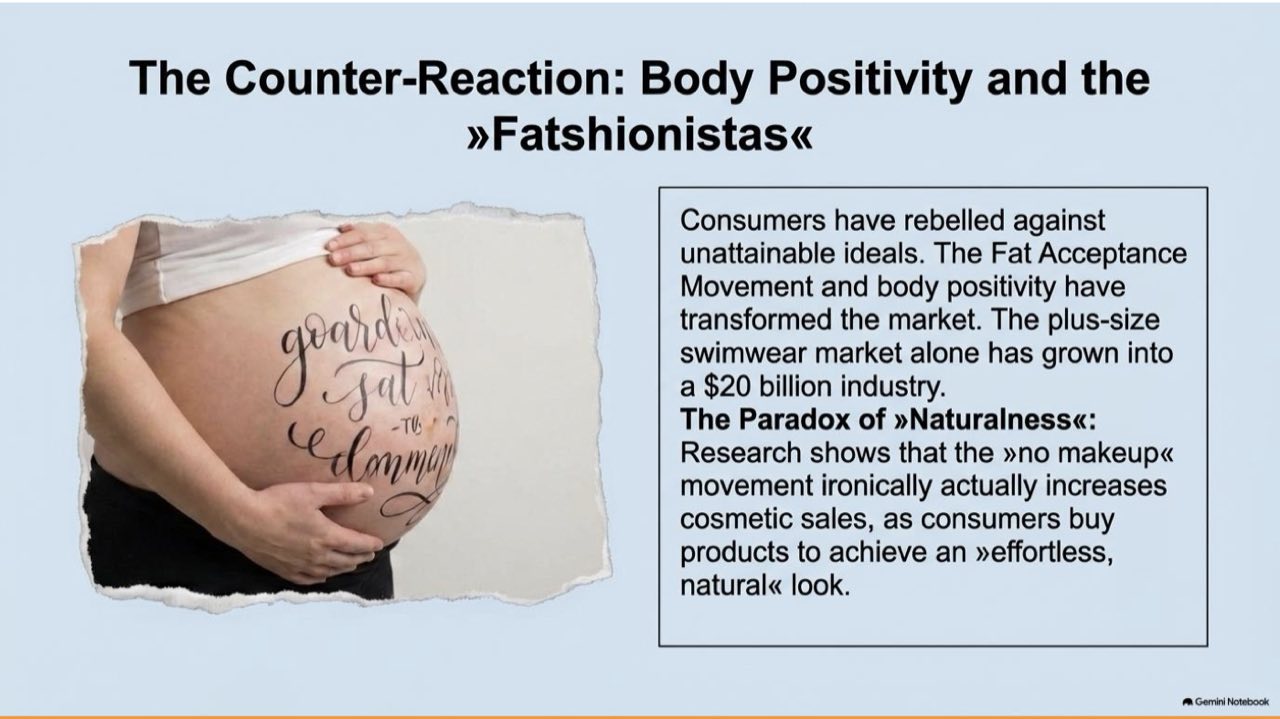 The Counter-Reaction: Body Positivity and the
»Fatshionistas«
sat
Consumers have rebelled against
unattainable ideals. The Fat Acceptance
Movement and body positivity have
transformed the market. The plus-size
swimwear market alone has grown into
a $20 billion industry.
The Paradox of »Naturalness«:
Research shows that the »no makeup«
movement ironically actually increases
cosmetic sales, as consumers buy
products to achieve an »effortless,
natural« look.
Gemini Notebook